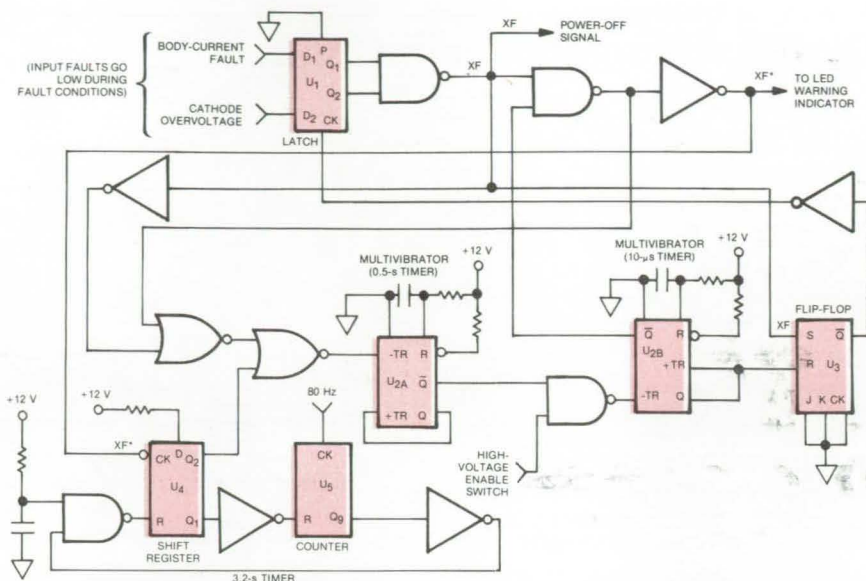 XF
POWER-OFF
SIGNAL
BODY-CURRENT
FAULT
(INPUT FAULTS GO
LOW DURING
FAULT CONDITIONS)
CATHODE
OVERVOLTAGE
P
D1
Q1
U1
Q2
D2
CK
LATCH
XF
XF*
TO LED
WARNING
INDICATOR
MULTIVIBRATOR
(0.5-s TIMER)
+12 V
-TR
R
U2A
Q
+TR
Q
MULTIVIBRATOR
(10-µs TIMER)
+12 V
Q
R
U2B
+TR
-TR
Q
FLIP-FLOP
XF
S
Q
R
U3
J K CK
+12 V
+12 V
80 Hz
HIGH-
VOLTAGE
ENABLE
SWITCH
XF*
CK
D
Q2
U4
R
Q1
SHIFT
REGISTER
CK
U5
R
Q9
COUNTER
3.2-s TIMER